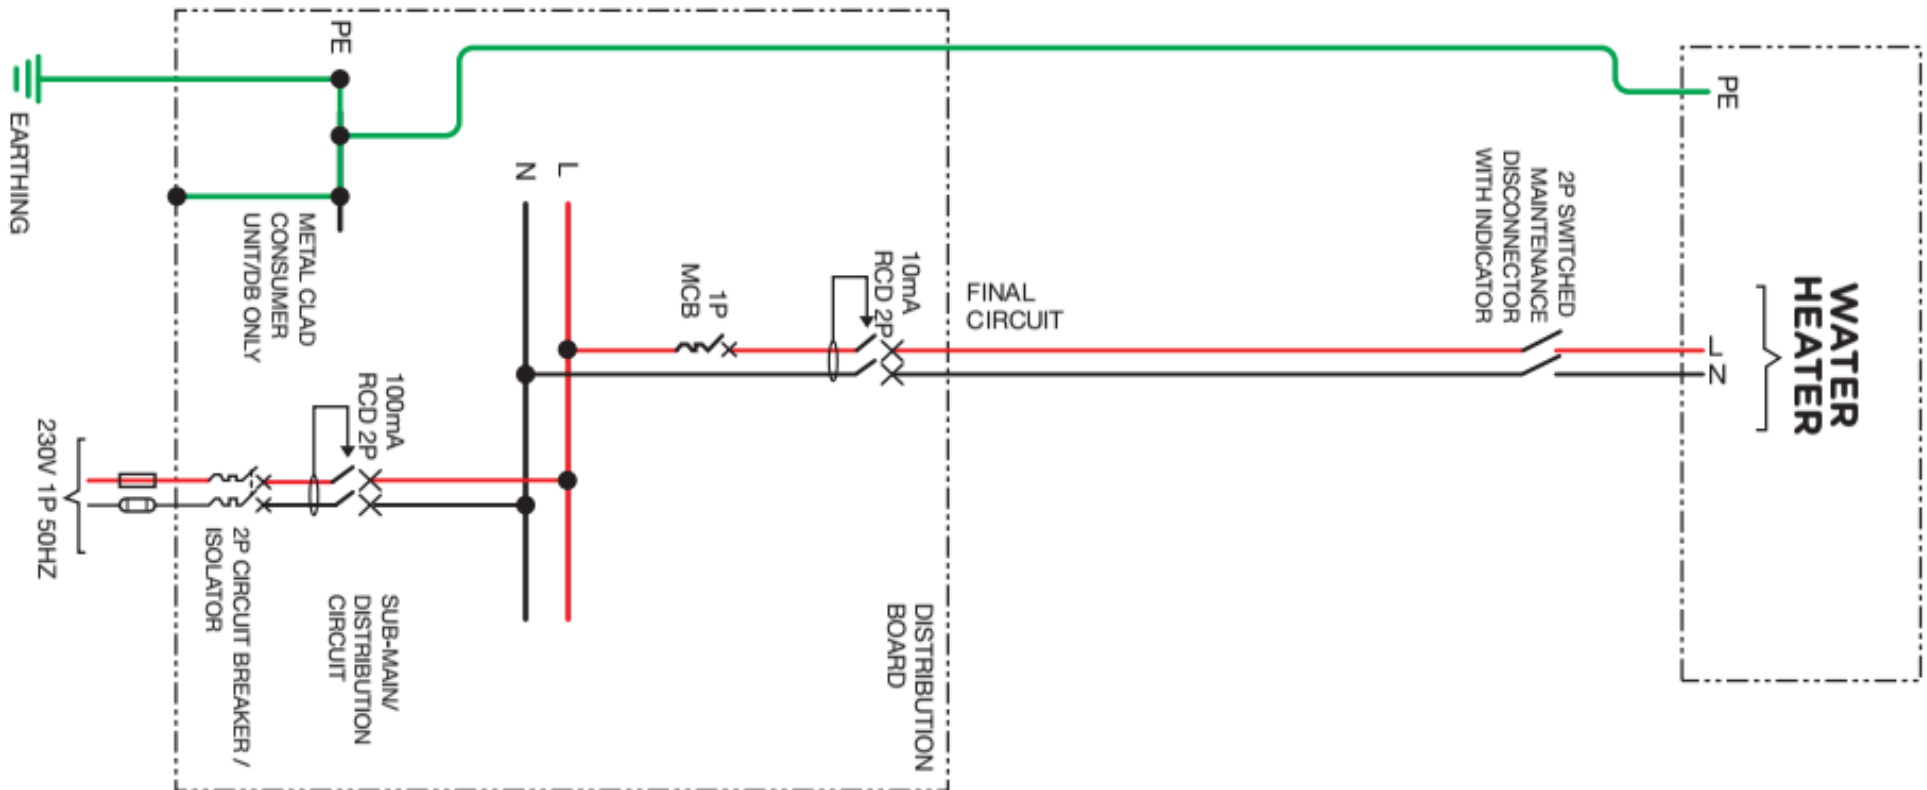 PE
EARTHING
METAL CLAD
CONSUMER
UNIT/DB ONLY
N
L
1P
MCB
10mA
RCD 2P
FINAL
CIRCUIT
2P SWITCHED
MAINTENANCE
DISCONNECTOR
WITH INDICATOR
PE
L
N
WATER
HEATER
100mA
RCD 2P
230V 1P 50HZ
2P CIRCUIT BREAKER /
ISOLATOR
SUB-MAIN/
DISTRIBUTION
CIRCUIT
DISTRIBUTION
BOARD